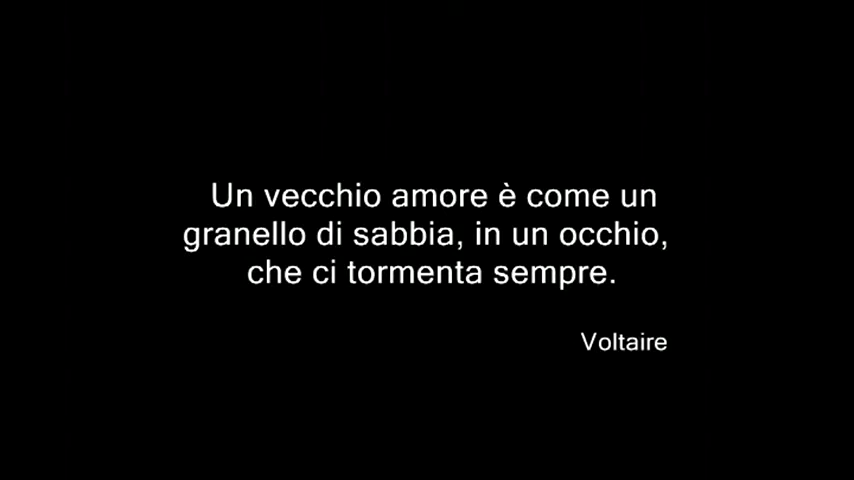 Un vecchio amore è come un
granello di sabbia, in un occhio,
che ci tormenta sempre.
Voltaire